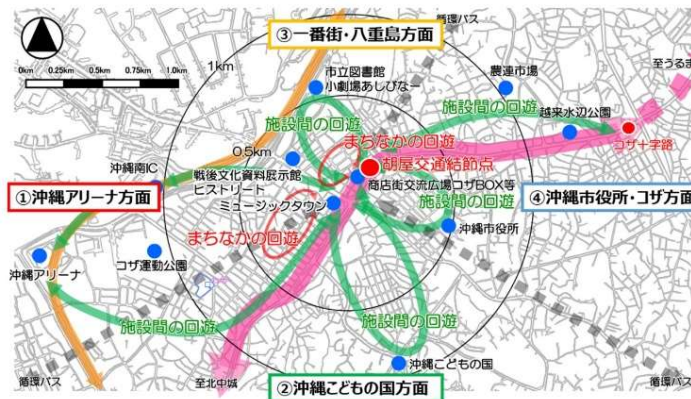 ③一番街・八重島方面
循環バス
0km 0.25km 0.5km 0.75km 1.0km
1km
市立図書館
小劇場あしびなー
農連市場
至うるま
施設間の回遊
施設間の回遊
越来水辺公園
コザ十字路
まちなかの回遊
0.5km
沖縄南IC
戦後文化資料展示館
ヒストリート
胡屋交通結節点
商店街交流広場コザBOX等
①沖縄アリーナ方面
④沖縄市役所・コザ方面
ミュージックタウン
施設間の回遊
まちなかの回遊
沖縄市役所
沖縄アリーナ
コザ運動公園
施設間の回遊
施設間の回遊
沖縄こどもの国
循環バス
至北中城
②沖縄こどもの国方面
循環バス